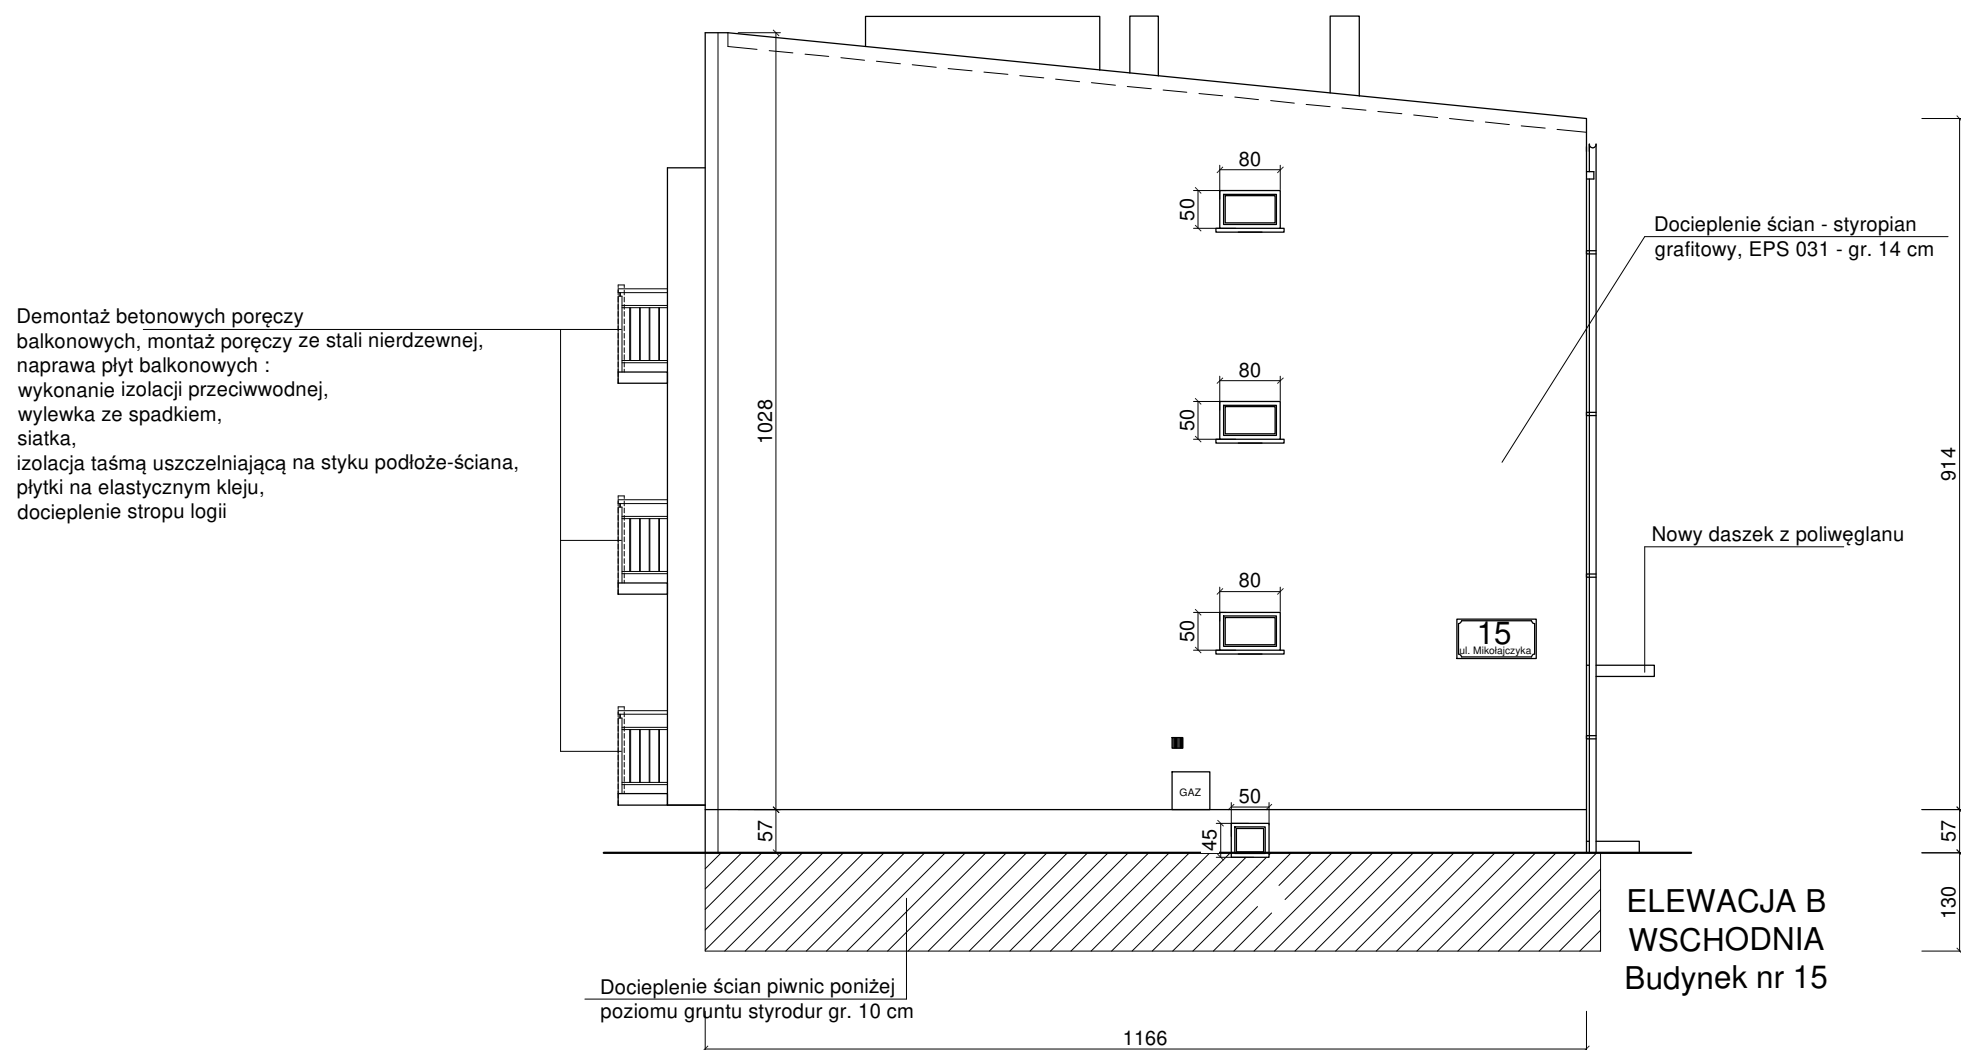 80
50
Docieplenie ścian - styropian
grafitowy, EPS 031 - gr. 14 cm
Demontaż betonowych poręczy
balkonowych, montaż poręczy ze stali nierdzewnej,
naprawa płyt balkonowych :
wykonanie izolacji przeciwwodnej,
wylewka ze spadkiem,
siatka,
izolacja taśmą uszczelniającą na styku podłoże-ściana,
płytki na elastycznym kleju,
docieplenie stropu logii
1028
80
50
914
Nowy daszek z poliwęglanu
80
50
15
ul. Mikołajczyka
GAZ
50
57
45
57
130
ELEWACJA B
WSCHODNIA
Budynek nr 15
Docieplenie ścian piwnic poniżej
poziomu gruntu styrodur gr. 10 cm
1166